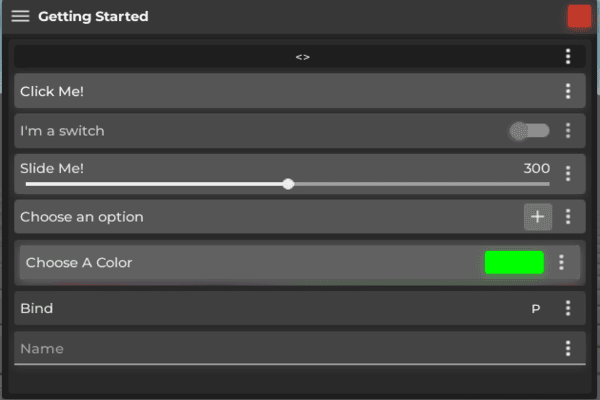 Getting Started
<>
Click Me!
I'm a switch
Slide Me! 300
Choose an option +
Choose A Color
Bind P
Name